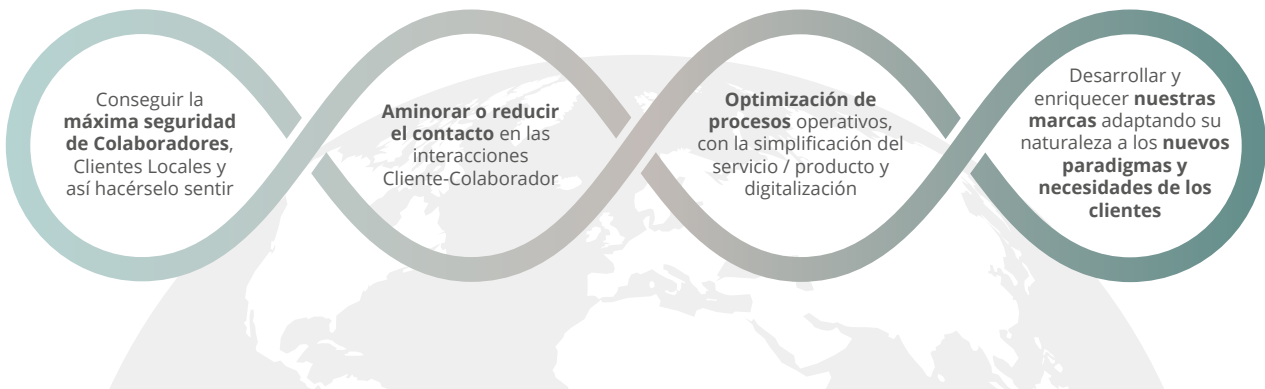 Conseguir la
máxima seguridad
de Colaboradores,
Clientes Locales y
así hacérselo sentir
Aminorar o reducir
el contacto en las
interacciones
Cliente-Colaborador
Optimización de
procesos operativos,
con la simplificación del
servicio / producto y
digitalización
Desarrollar y
enriquecer nuestras
marcas adaptando su
naturaleza a los nuevos
paradigmas y
necesidades de los
clientes